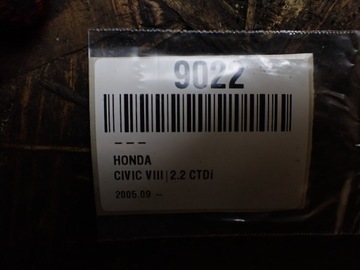 9022
– – –
HONDA
CIVIC VIII|2.2 CTDi
2005.09 –